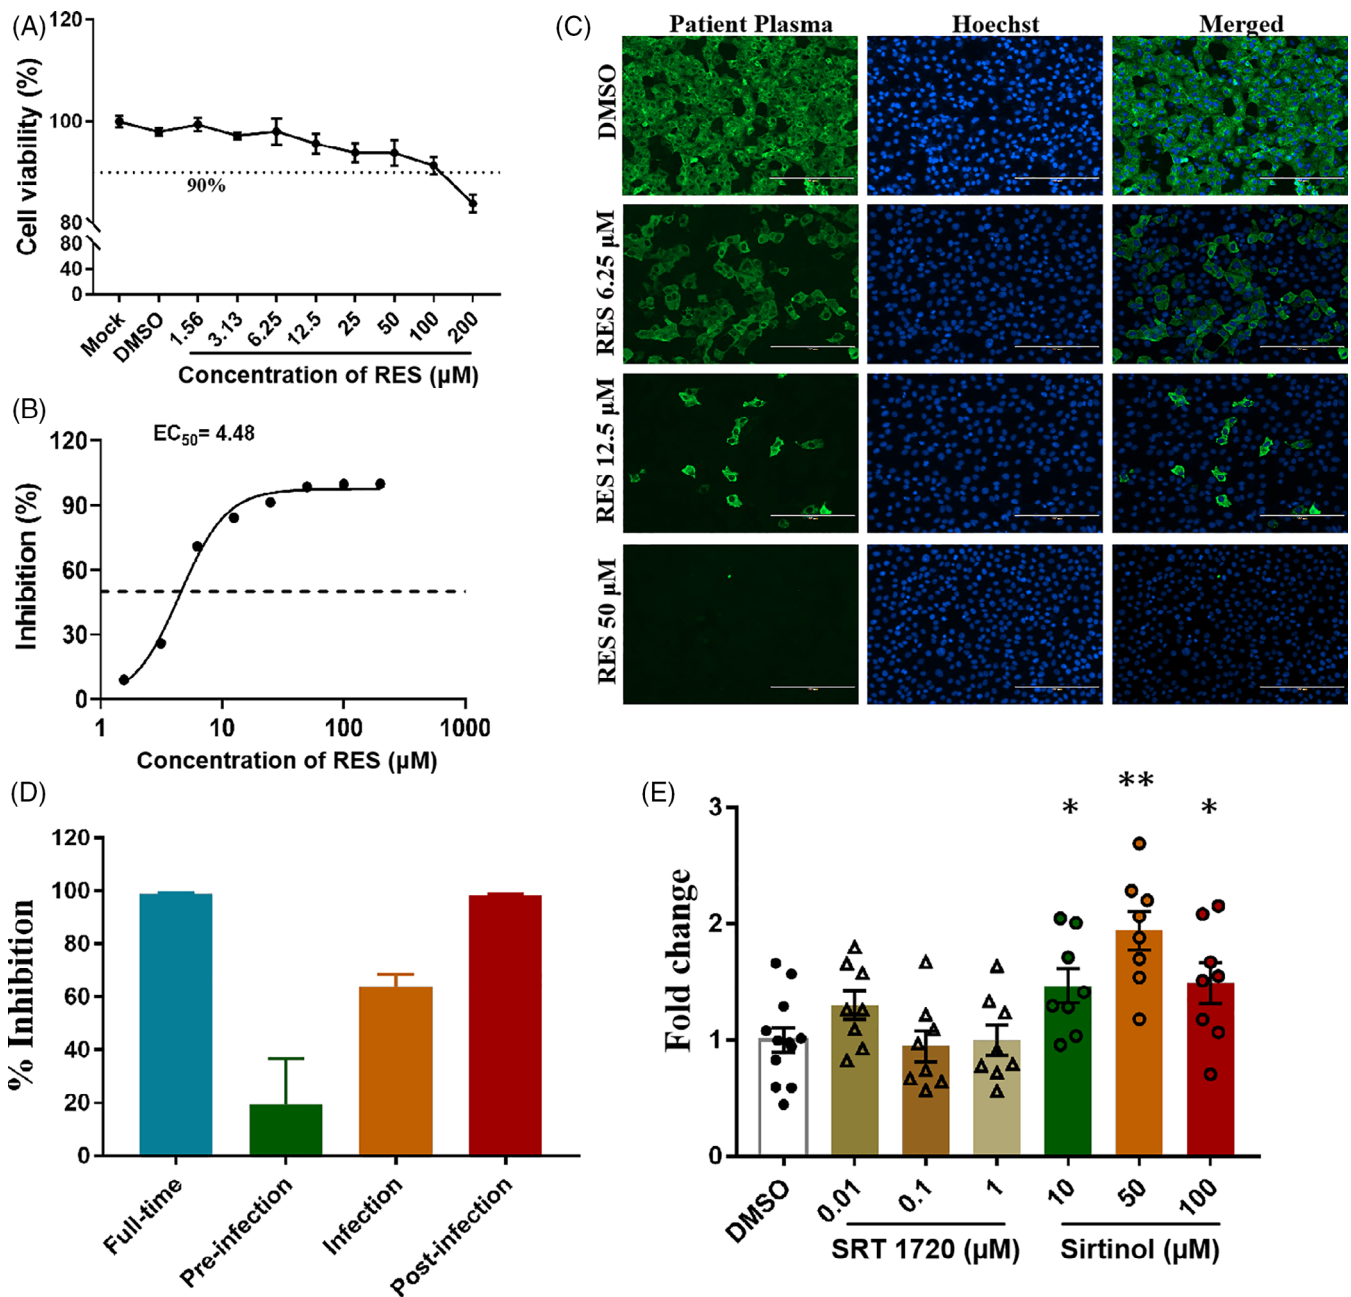 (A)
120
100
80
80
40
0
Cell viability (%)
90%
Mock
DMSO
1.56
3.13
6.25
12.5
25
50
100
200
Concentration of RES (µM)
(B)
EC50= 4.48
120
90
60
30
0
Inhibition (%)
1
10
100
1000
Concentration of RES (µM)
(C)
Patient Plasma
Hoechst
Merged
DMSO
RES 6.25 µM
RES 12.5 µM
RES 50 µM
(D)
120
100
80
60
40
20
0
% Inhibition
Full-time
Pre-infection
Infection
Post-infection
(E)
3
2
1
0
Fold change
*
**
*
DMSO
0.01
0.1
1
10
50
100
SRT 1720 (µM)
Sirtinol (µM)